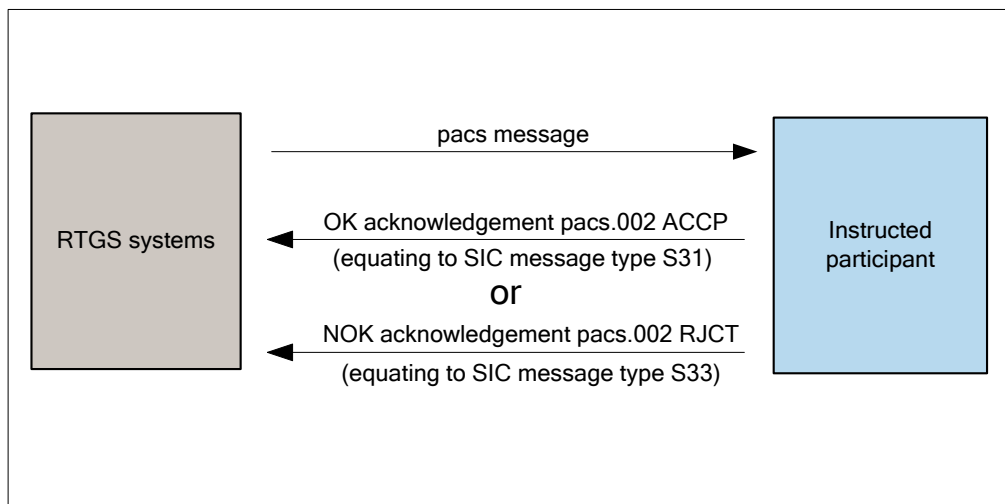 pacs message
RTGS systems
OK acknowledgement pacs.002 ACCP
(equating to SIC message type S31)
or
NOK acknowledgement pacs.002 RJCT
(equating to SIC message type S33)
Instructed
participant